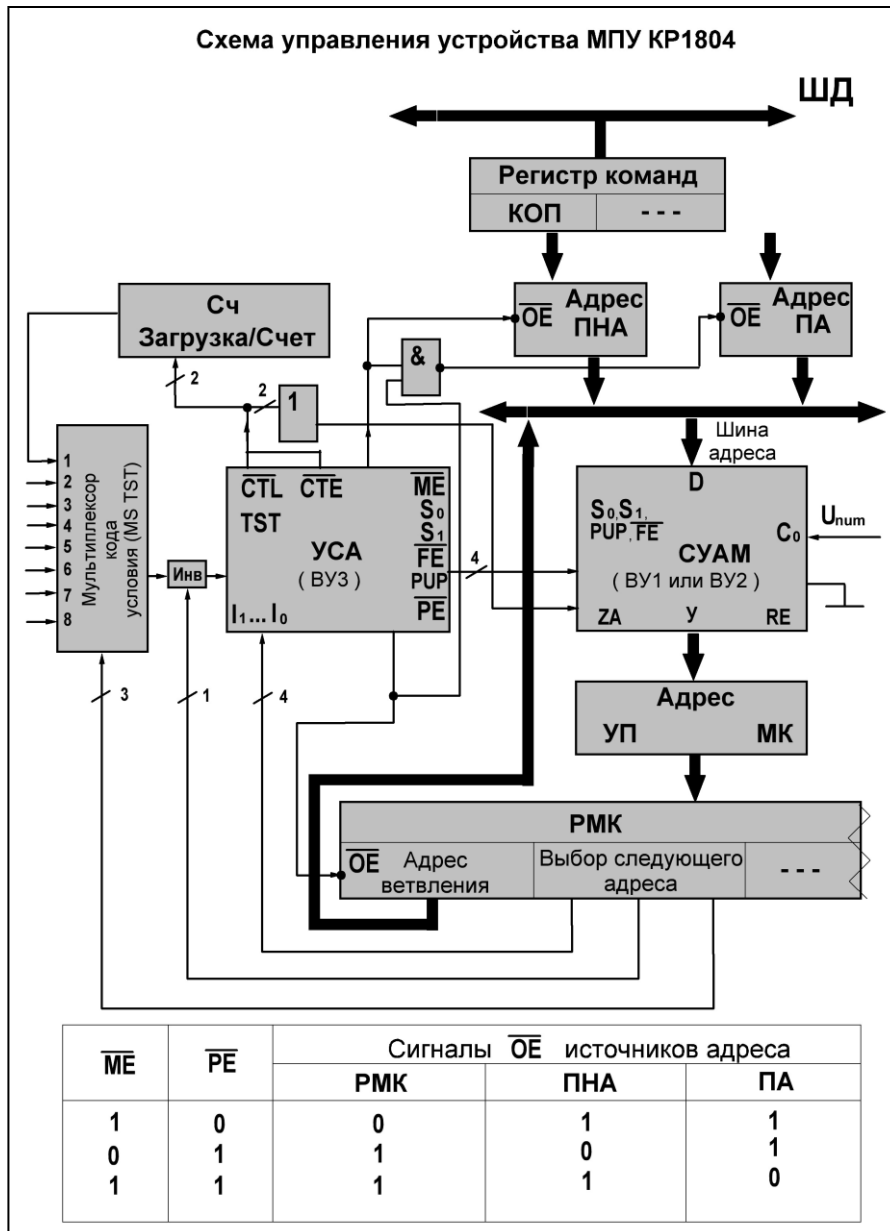 Схема управления устройства МПУ КР1804
ШД
Регистр команд
КОП - - -
Сч
Загрузка/Счет
OE Адрес
ПНА
OE Адрес
ПА
&
2
2
1
Шина
адреса
Мультиплексор
кода
условия (MS TST)
1
2
3
4
5
6
7
8
Инв
CTL CTE ME
TST S0
S1
УСА
( ВУ3 )
FE
PUP
PE
I1 ... I0
4
D
S0,S1,
PUP, FE
C0
Unum
СУАМ
( ВУ1 или ВУ2 )
ZA У RE
3
1
4
Адрес
УП МК
РМК
OE Адрес
ветвления
Выбор следующего
адреса
- - -
ME PE Сигналы OE источников адреса
РМК ПНА ПА
1 0 0 1 1
0 1 1 0 1
1 1 1 1 0